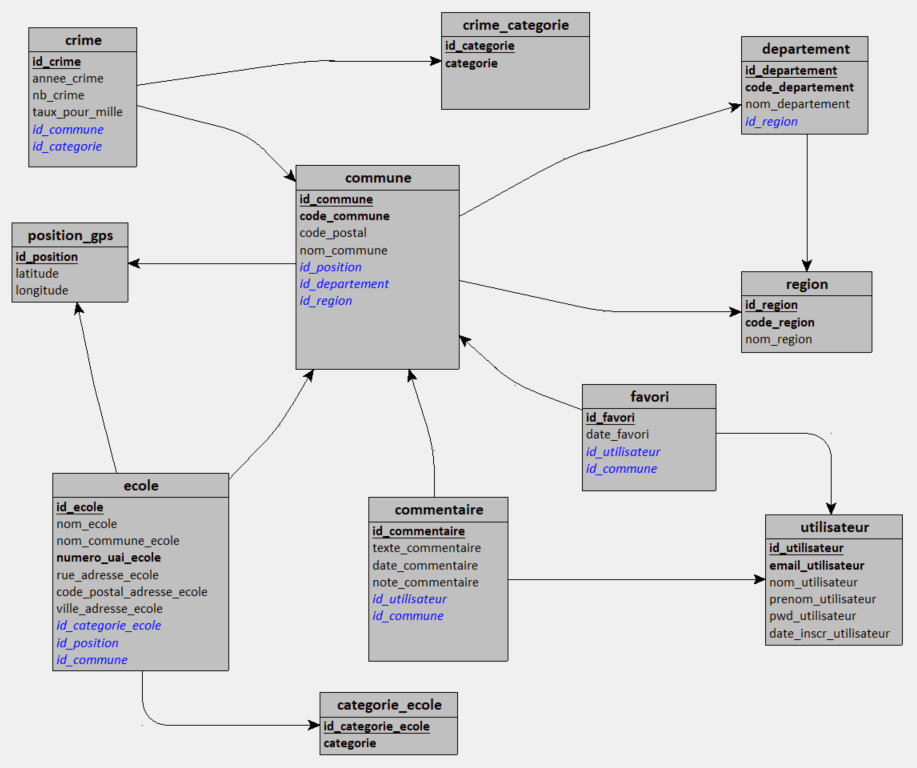 crime
id_crime
annee_crime
nb_crime
taux_pour_mille
id_commune
id_categorie
crime_categorie
id_categorie
categorie
departement
id_departement
code_departement
nom_departement
id_region
commune
id_commune
code_commune
code_postal
nom_commune
id_position
id_departement
id_region
position_gps
id_position
latitude
longitude
region
id_region
code_region
nom_region
favori
id_favori
date_favori
id_utilisateur
id_commune
ecole
id_ecole
nom_ecole
nom_commune_ecole
numero_uai_ecole
rue_adresse_ecole
code_postal_adresse_ecole
ville_adresse_ecole
id_categorie_ecole
id_position
id_commune
commentaire
id_commentaire
texte_commentaire
date_commentaire
note_commentaire
id_utilisateur
id_commune
utilisateur
id_utilisateur
email_utilisateur
nom_utilisateur
prenom_utilisateur
pwd_utilisateur
date_inscr_utilisateur
categorie_ecole
id_categorie_ecole
categorie